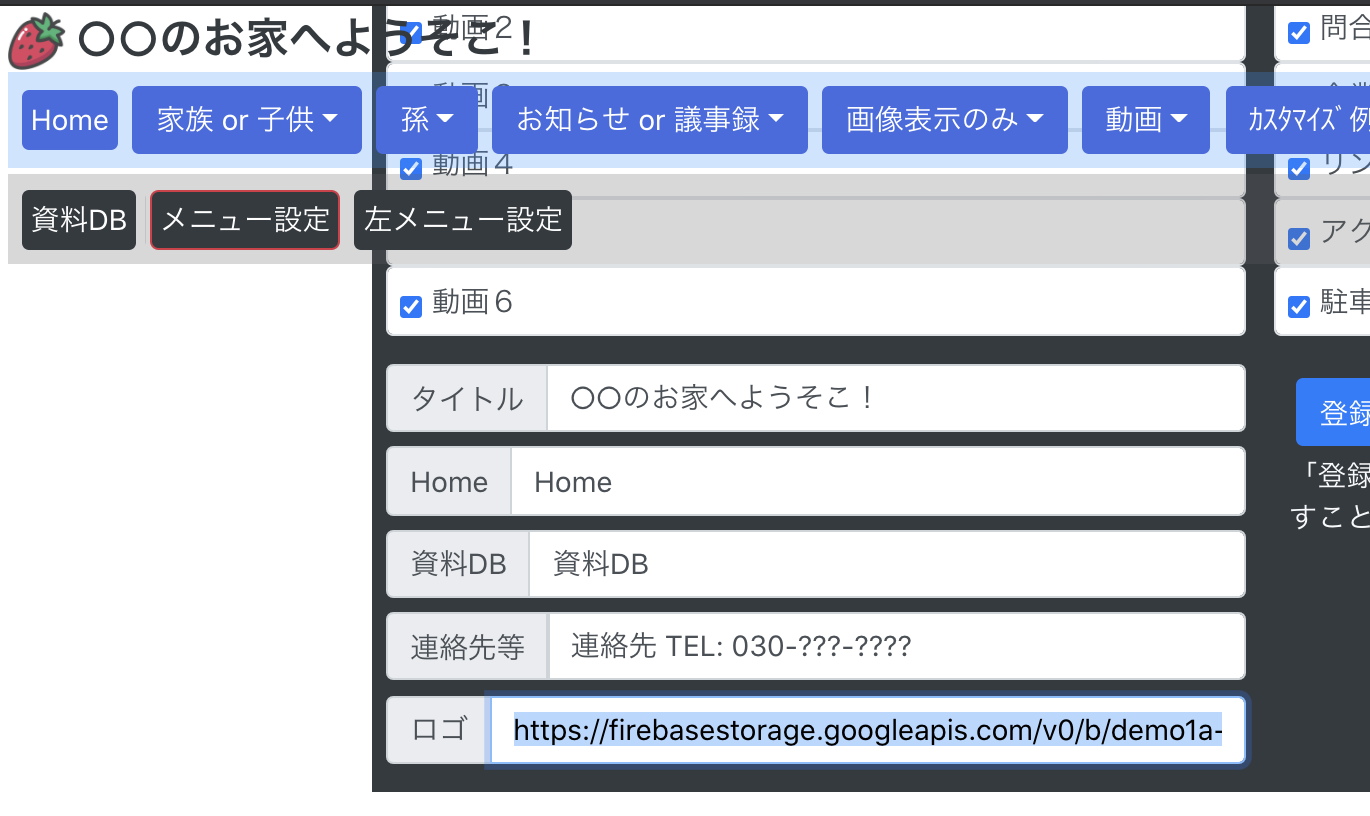 〇〇のお家へようそこ！
動画２
問合
動画
Home
家族 or 子供
孫
お知らせ or 議事録
画像表示のみ
動画
ｶｽﾀﾏｲｽﾞ例
動画４
リン
資料DB
メニュー設定
左メニュー設定
アク
動画６
駐車
タイトル
〇〇のお家へようそこ！
登録
Home
Home
「登録
すこと
資料DB
資料DB
連絡先等
連絡先 TEL: 030-???-????
ロゴ
https://firebasestorage.googleapis.com/v0/b/demo1a-